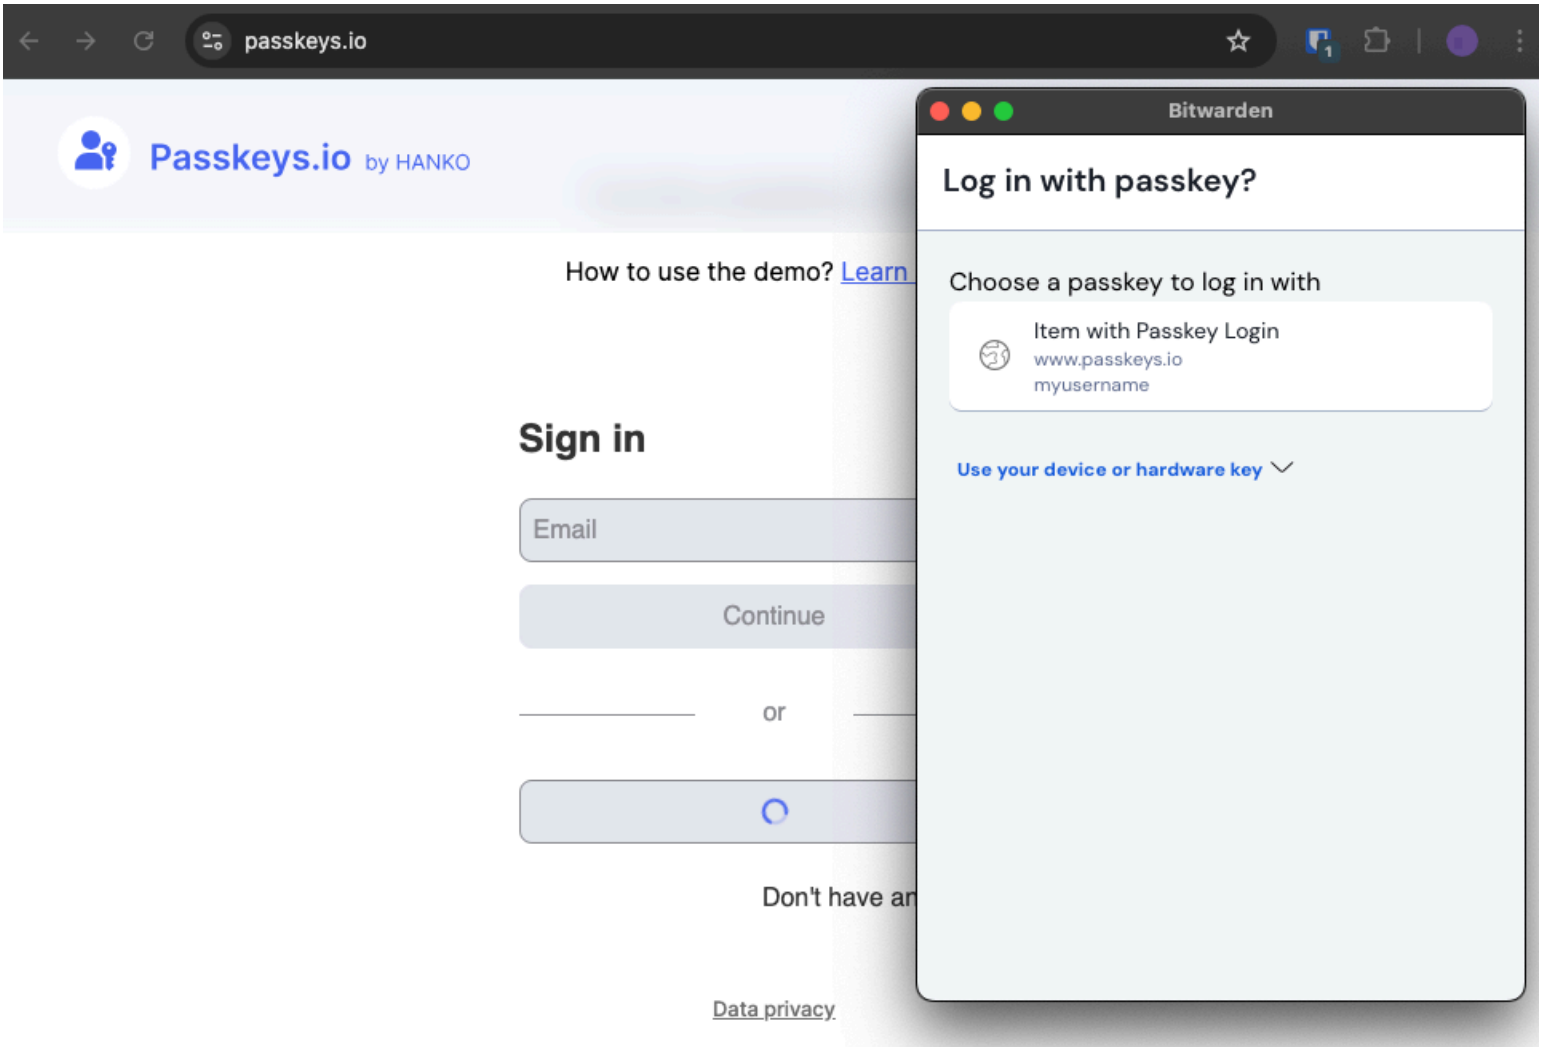 passkeys.io
1
Passkeys.io by HANKO
How to use the demo? Learn
Sign in
Email
Continue
or
Don't have an
Data privacy
Bitwarden
Log in with passkey?
Choose a passkey to log in with
Item with Passkey Login
www.passkeys.io
myusername
Use your device or hardware key